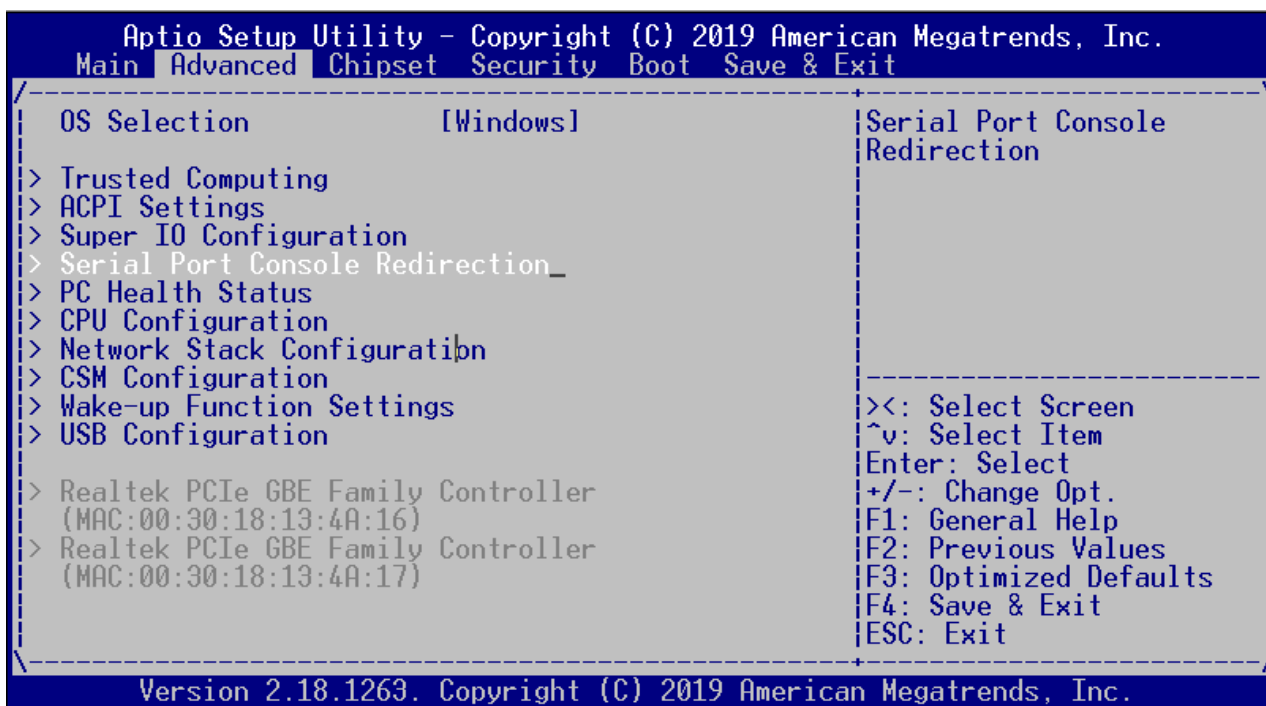 Aptio Setup Utility – Copyright (C) 2019 American Megatrends, Inc.
Main Advanced Chipset Security Boot Save & Exit
OS Selection [Windows]
> Trusted Computing
> ACPI Settings
> Super IO Configuration
> Serial Port Console Redirection_
> PC Health Status
> CPU Configuration
> Network Stack Configuration
> CSM Configuration
> Wake-up Function Settings
> USB Configuration
> Realtek PCIe GBE Family Controller
(MAC:00:30:18:13:4A:16)
> Realtek PCIe GBE Family Controller
(MAC:00:30:18:13:4A:17)
Serial Port Console
Redirection
><: Select Screen
^v: Select Item
Enter: Select
+/-: Change Opt.
F1: General Help
F2: Previous Values
F3: Optimized Defaults
F4: Save & Exit
ESC: Exit
Version 2.18.1263. Copyright (C) 2019 American Megatrends, Inc.